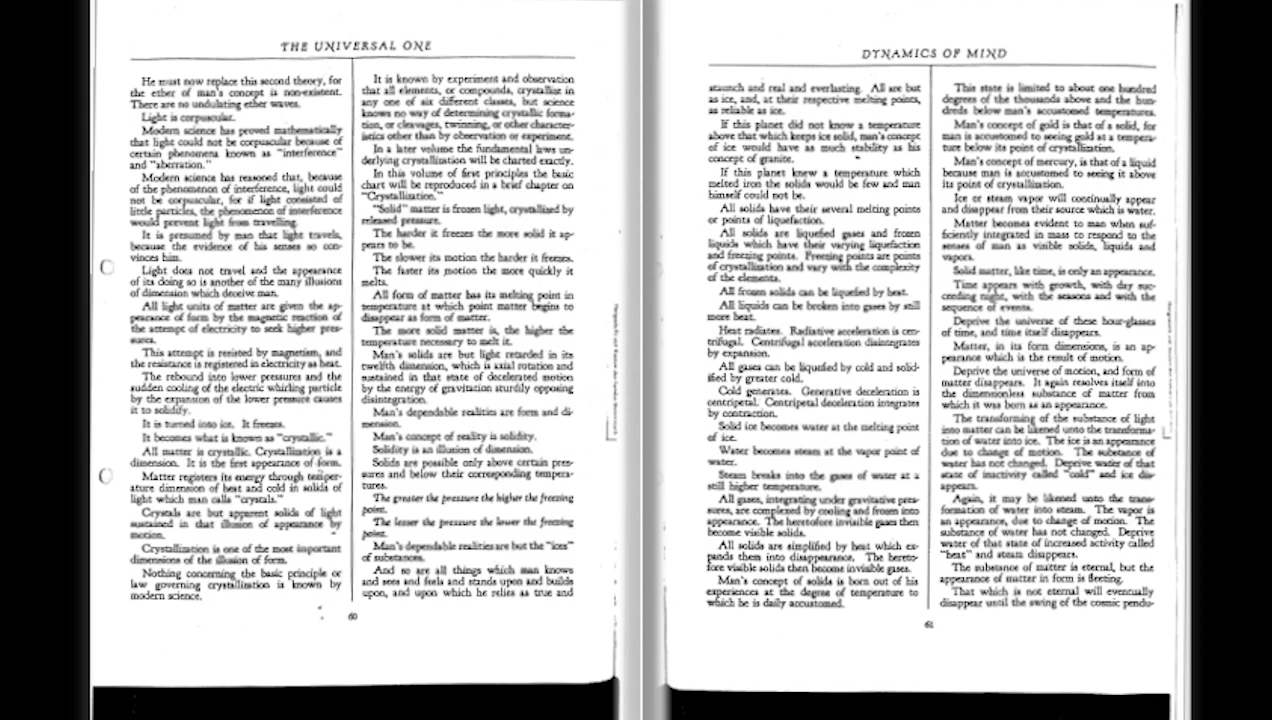 THE UNIVERSAL ONE
He must now replace this second theory, for
the ether of man's concept is non-existent.
There are no undulating ether waves.
Light is corpuscular.
Modern science has proved mathematically
that light could not be corpuscular because of
certain phenomena known as "interference"
and "aberration."
Modern science has reasoned that, because
of the phenomenon of interference, light could
not be corpuscular, for if light consisted of
little particles, the phenomenon of interference
would prevent light from travelling.
It is presumed by man that light travels,
because the evidence of his senses so con-
vinces him.
Light does not travel and the appearance
of its doing so is another of the many illusions
of dimension which deceive man.
All light units of matter are given the ap-
pearance of form by the magnetic reaction of
the attempt of electricity to seek higher pres-
sures.
This attempt is resisted by magnetism, and
the resistance is registered in electricity as heat.
The rebound into lower pressures and the
sudden cooling of the electric whirling particle
by the expansion of the lower pressure causes
it to solidify.
It is turned into ice. It freezes.
It becomes what is known as "crystallic."
All matter is crystallic. Crystallization is a
dimension. It is the first appearance of form.
Matter registers its energy through temper-
ature dimension of heat and cold in solids of
light which man calls "crystals."
Crystals are but apparent solids of light
sustained in that illusion of appearance by
motion.
Crystallization is one of the most important
dimensions of the illusion of form.
Nothing concerning the basic principle or
law governing crystallization is known by
modern science.
It is known by experiment and observation
that all elements, or compounds, crystallize in
any one of six different classes, but science
knows no way of determining crystallic forma-
tion, or cleavages, twinning, or other character-
istics other than by observation or experiment.
In a later volume the fundamental laws un-
derlying crystallization will be charted exactly.
In this volume of first principles the basic
chart will be reproduced in a brief chapter on
"Crystallization."
"Solid" matter is frozen light, crystallized by
released pressure.
The harder it freezes the more solid it ap-
pears to be.
The slower its motion the harder it freezes.
The faster its motion the more quickly it
melts.
All form of matter has its melting point in
temperature at which point matter begins to
disappear as form of matter.
The more solid matter is, the higher the
temperature necessary to melt it.
Man's solids are but light retarded in its
twelfth dimension, which is axial rotation and
sustained in that state of decelerated motion
by the energy of gravitation sturdily opposing
disintegration.
Man's dependable realities are form and di-
mension.
Man's concept of reality is solidity.
Solidity is an illusion of dimension.
Solids are possible only above certain pres-
sures and below their corresponding tempera-
tures.
The greater the pressure the higher the freezing
point.
The lesser the pressure the lower the freezing
point.
Man's dependable realities are but the "ices"
of substances.
And so are all things which man knows
and sees and feels and stands upon and builds
upon, and upon which he relies as true and
60
DYNAMICS OF MIND
staunch and real and everlasting. All are but
as ice, and, at their respective melting points,
as reliable as ice.
If this planet did not know a temperature
above that which keeps ice solid, man's concept
of ice would have as much stability as his
concept of granite.
If this planet knew a temperature which
melted iron the solids would be few and man
himself could not be.
All solids have their several melting points
or points of liquefaction.
All solids are liquefied gases and frozen
liquids which have their varying liquefaction
and freezing points. Freezing points are points
of crystallization and vary with the complexity
of the elements.
All frozen solids can be liquefied by heat.
All liquids can be broken into gases by still
more heat.
Heat radiates. Radiative acceleration is cen-
trifugal. Centrifugal acceleration disintegrates
by expansion.
All gases can be liquefied by cold and solid-
ified by greater cold.
Cold generates. Generative deceleration is
centripetal. Centripetal deceleration integrates
by contraction.
Solid ice becomes water at the melting point
of ice.
Water becomes steam at the vapor point of
water.
Steam breaks into the gases of water at a
still higher temperature.
All gases, integrating under gravitative pres-
sures, are complexed by cooling and frozen into
appearance. The heretofore invisible gases then
become visible solids.
All solids are simplified by heat which ex-
pands them into disappearance. The hereto-
fore visible solids then become invisible gases.
Man's concept of solids is born out of his
experiences at the degree of temperature to
which he is daily accustomed.
This state is limited to about one hundred
degrees of the thousands above and the hun-
dreds below man's accustomed temperatures.
Man's concept of gold is that of a solid, for
man is accustomed to seeing gold at a tempera-
ture below its point of crystallization.
Man's concept of mercury, is that of a liquid
because man is accustomed to seeing it above
its point of crystallization.
Ice or steam vapor will continually appear
and disappear from their source which is water.
Matter becomes evident to man when suf-
ficiently integrated in mass to respond to the
senses of man as visible solids, liquids and
vapors.
Solid matter, like time, is only an appearance.
Time appears with growth, with day suc-
ceeding night, with the seasons and with the
sequence of events.
Deprive the universe of these hour-glasses
of time, and time itself disappears.
Matter, in its form dimensions, is an ap-
pearance which is the result of motion.
Deprive the universe of motion, and form of
matter disappears. It again resolves itself into
the dimensionless substance of matter from
which it was born as an appearance.
The transforming of the substance of light
into matter can be likened unto the transforma-
tion of water into ice. The ice is an appearance
due to change of motion. The substance of
water has not changed. Deprive water of that
state of inactivity called "cold" and ice dis-
appears.
Again, it may be likened unto the trans-
formation of water into steam. The vapor is
an appearance, due to change of motion. The
substance of water has not changed. Deprive
water of that state of increased activity called
"heat" and steam disappears.
The substance of matter is eternal, but the
appearance of matter in form is fleeting.
That which is not eternal will eventually
disappear until the swing of the cosmic pendu-
61